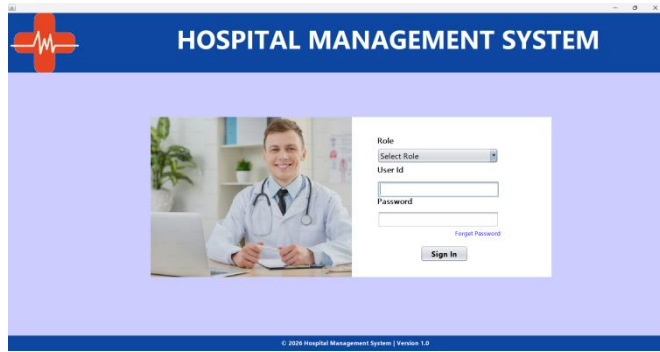 HOSPITAL MANAGEMENT SYSTEM
Role
Select Role
User Id
Password
Forget Password
Sign In
© 2026 Hospital Management System | Version 1.0